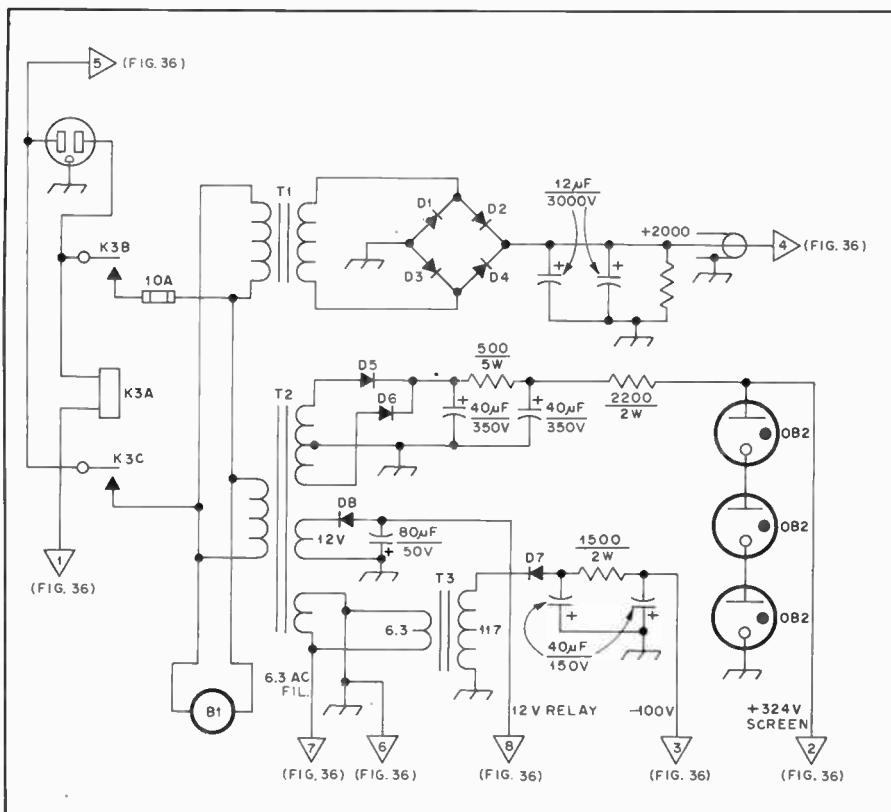 5 (FIG. 36)
T1
D1
D2
D3
D4
12µF
3000V
+
+
+2000
4 (FIG. 36)
K3B
10A
K3A
K3C
1
(FIG. 36)
T2
D5
D6
500
5W
2200
2W
+
40µF
350V
+
40µF
350V
OB2
OB2
OB2
D8
12V
80µF
50V
+
T3
D7
1500
2W
6.3
117
+
+
40µF
150V
6.3 AC
FIL.
B1
12V RELAY
-100V
+324V
SCREEN
7
(FIG. 36)
6
(FIG. 36)
8
(FIG. 36)
3
(FIG. 36)
2
(FIG. 36)